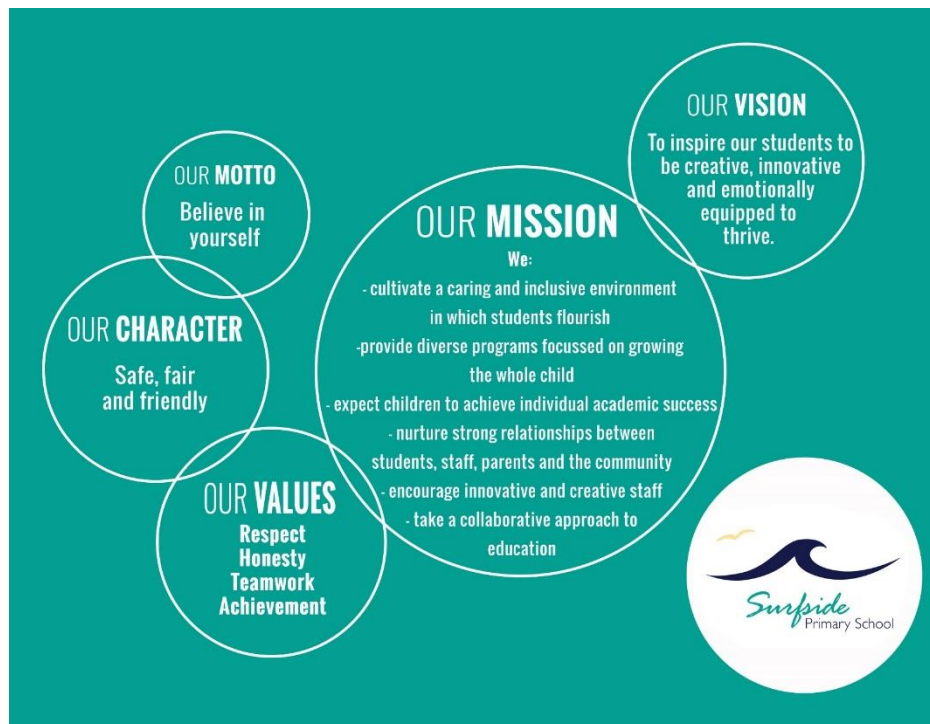 OUR MOTTO
Believe in
yourself
OUR CHARACTER
Safe, fair
and friendly
OUR VALUES
Respect
Honesty
Teamwork
Achievement
OUR MISSION
We:
- cultivate a caring and inclusive environment
in which students flourish
-provide diverse programs focussed on growing
the whole child
- expect children to achieve individual academic success
- nurture strong relationships between
students, staff, parents and the community
- encourage innovative and creative staff
- take a collaborative approach to
education
OUR VISION
To inspire our students to
be creative, innovative
and emotionally
equipped to
thrive.
Surfside
Primary School